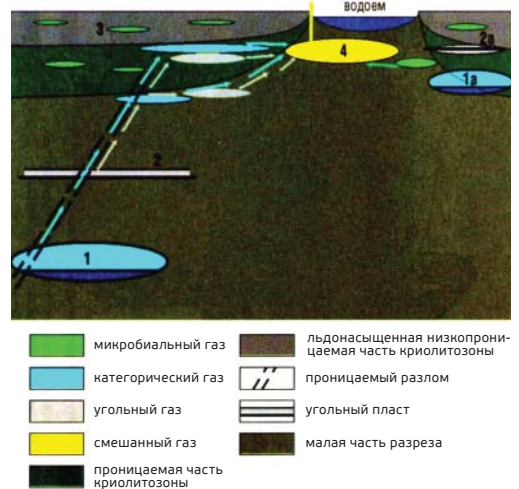 водоем
3
4
2а
1а
2
1
микробиальный газ
категорический газ
угольный газ
смешанный газ
проницаемая часть
криолитозоны
льдонасыщенная низкопрони-
цаемая часть криолитозоны
проницаемый разлом
угольный пласт
малая часть разреза